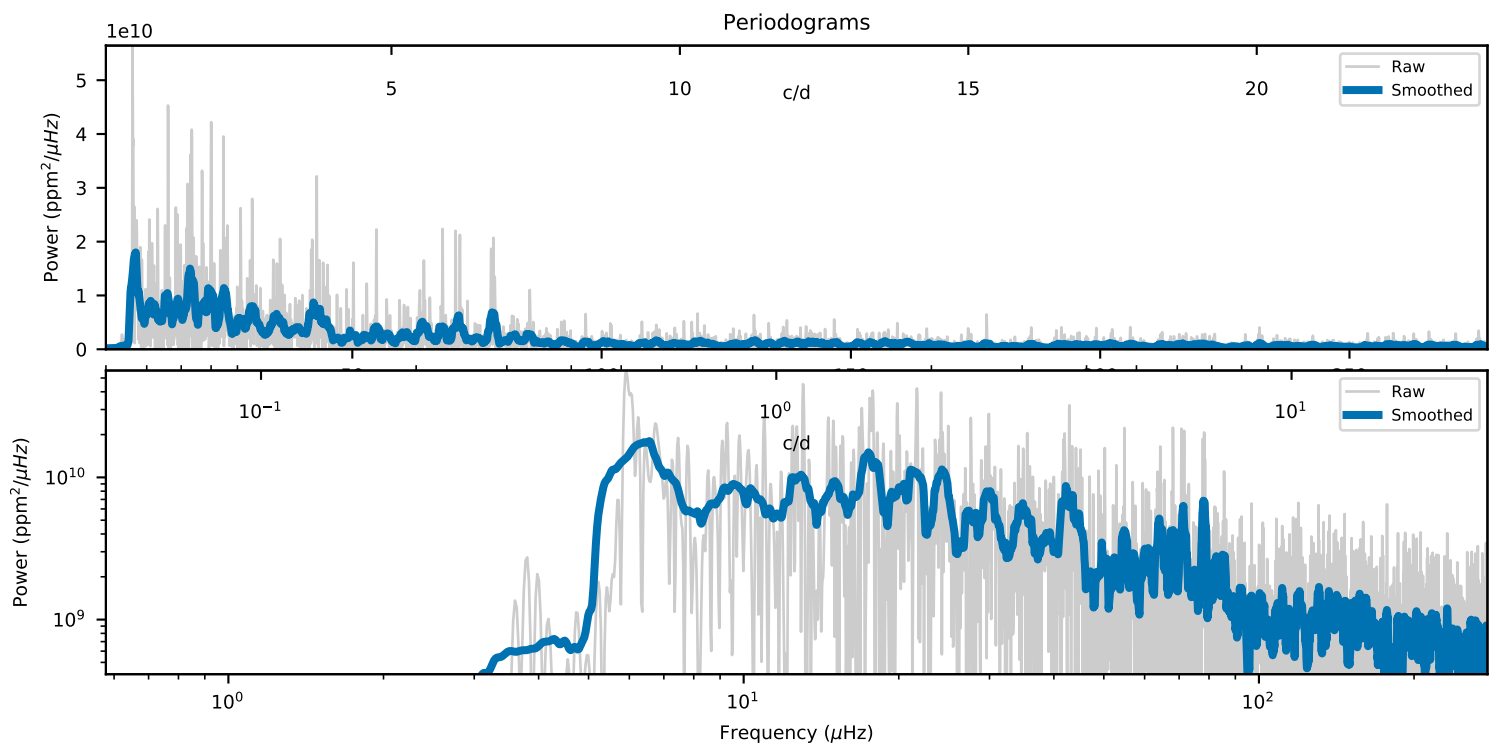 Periodograms
1e10
5
10
15
20
c/d
Raw
Smoothed
5
4
3
2
1
0
Power (ppm²/μHz)
10⁻¹
10⁰
10¹
c/d
Raw
Smoothed
10¹⁰
10⁹
Power (ppm²/μHz)
10⁰
10¹
10²
Frequency (μHz)